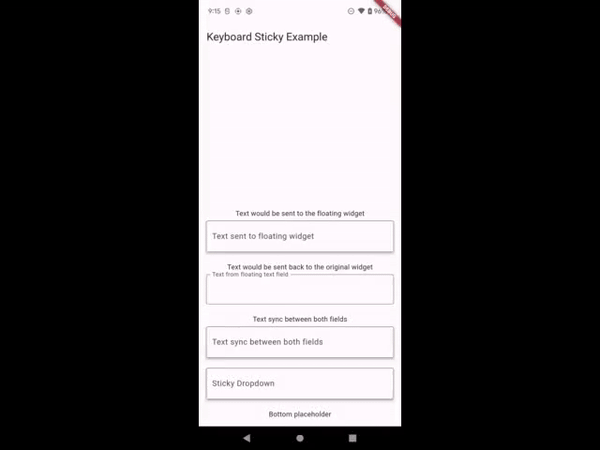 9:15
Keyboard Sticky Example
Text would be sent to the floating widget
Text sent to floating widget
Text would be sent back to the original widget
Text from floating text field
Text sync between both fields
Text sync between both fields
Sticky Dropdown
Bottom placeholder